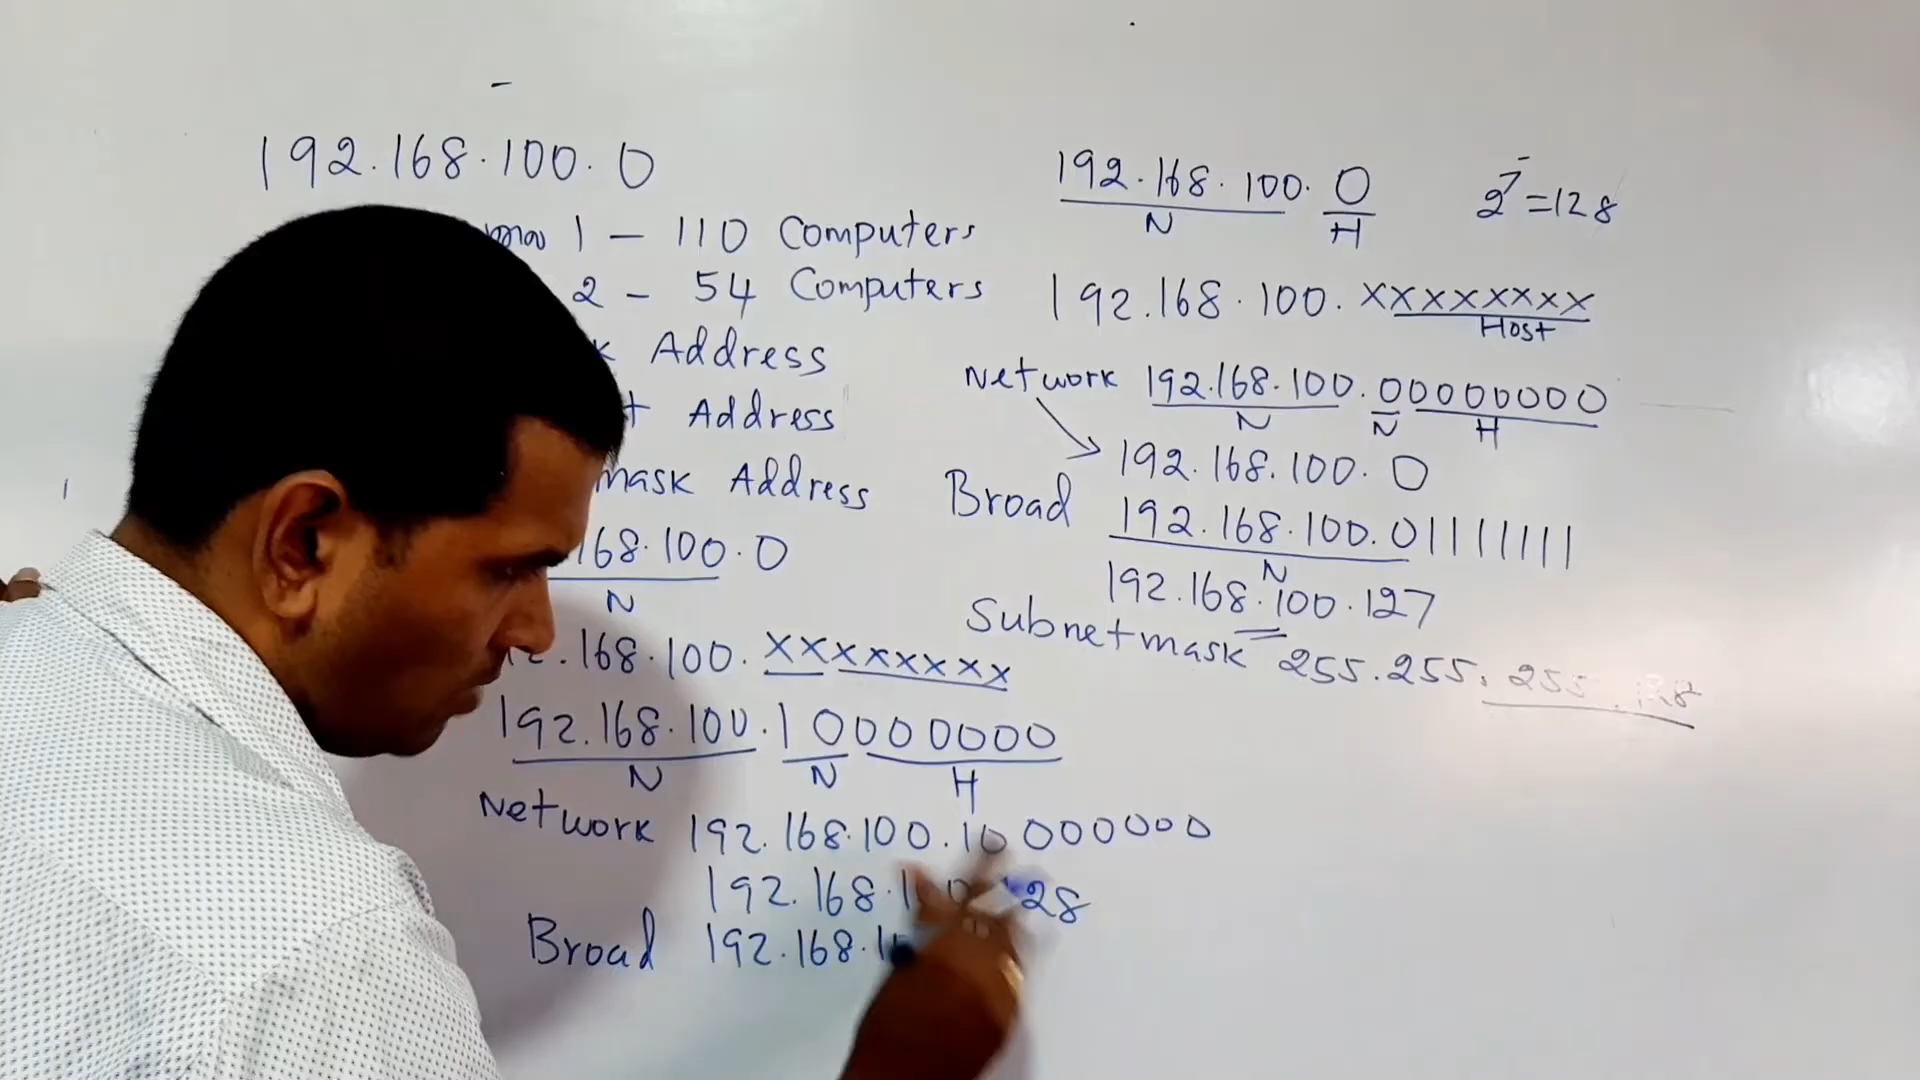 192.168.100.0
1 - 110 Computers
2 - 54 Computers
Address
Address
mask Address
168.100.0
N
.168.100.xxxxxxxx
192.168.100.10000000
N N H
Network 192.168.100.10000000
192.168.1 28
Broad 192.168.1
192.168.100.0 2^7=128
N H
192.168.100.xxxxxxxx
Host
Network 192.168.100.00000000
N N H
192.168.100.0
Broad 192.168.100.01111111
N
192.168.100.127
Subnetmask 255.255.255.128